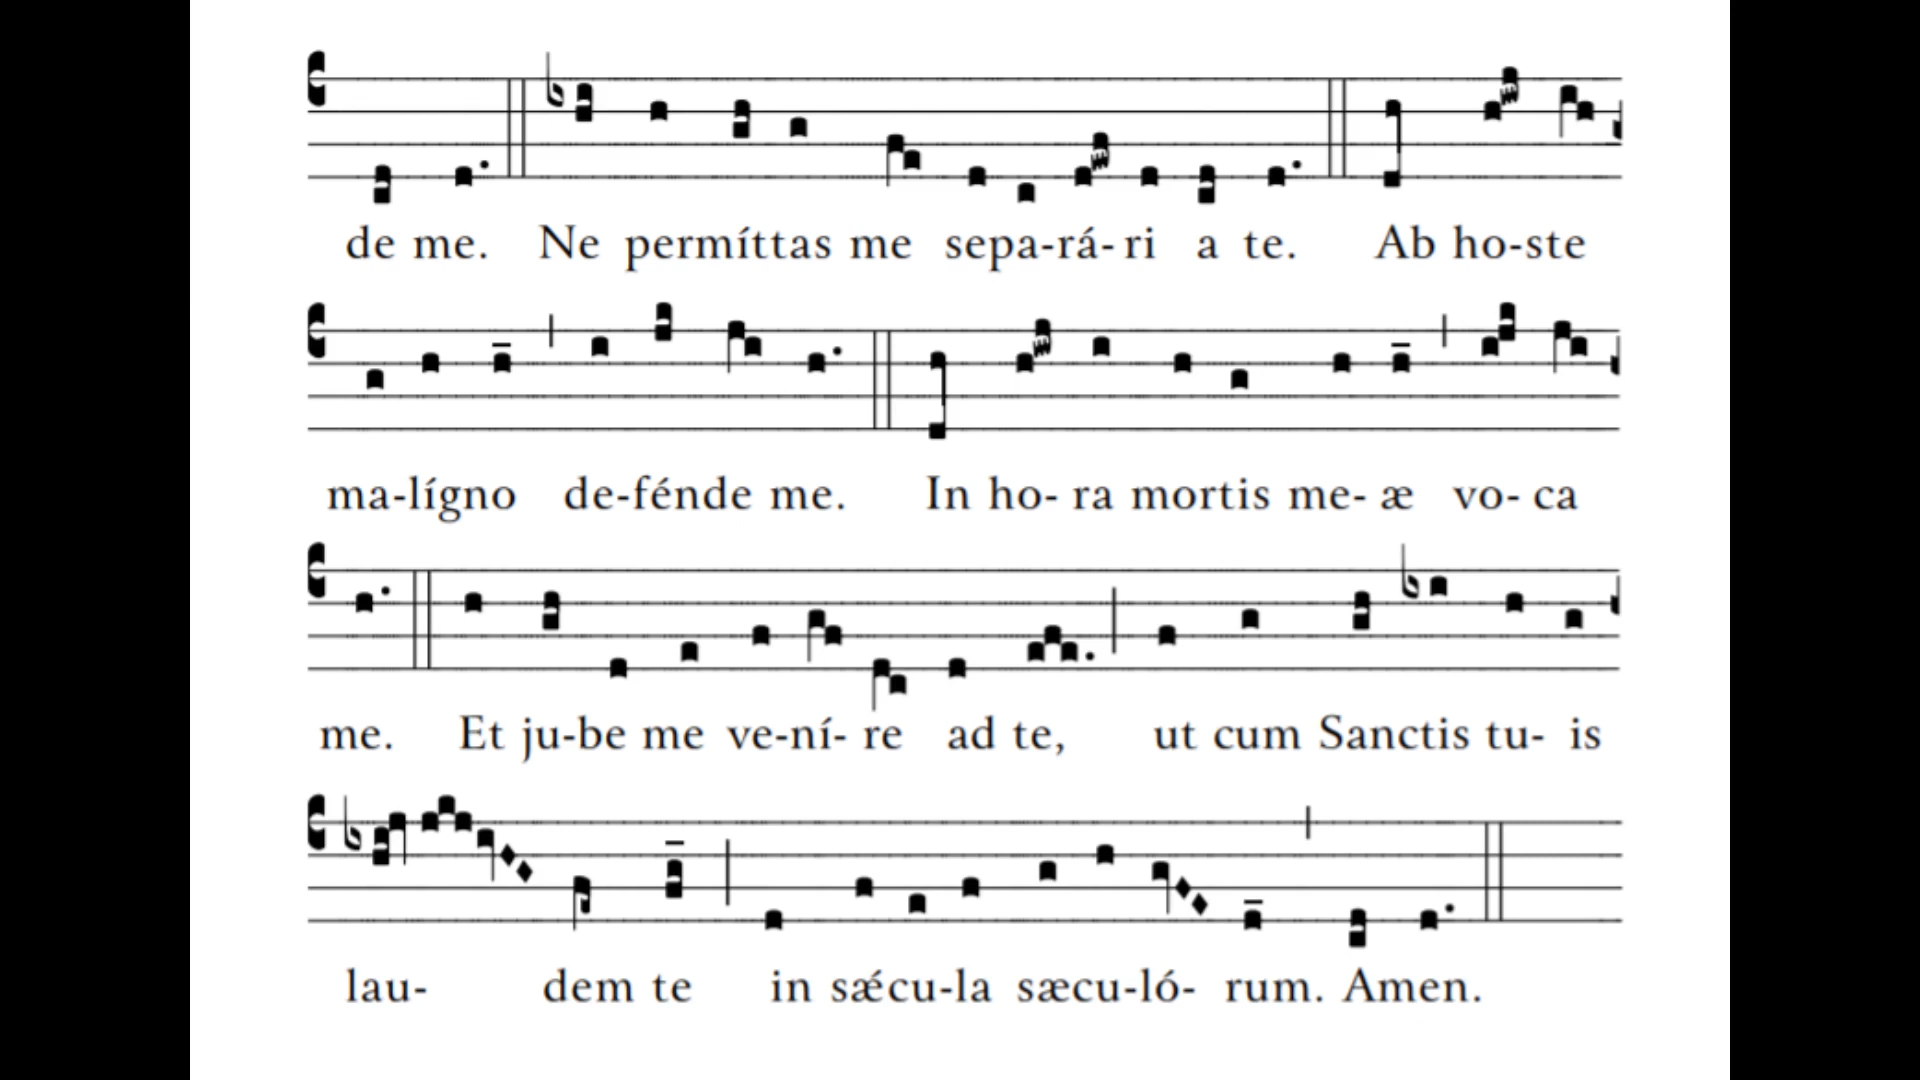 de me. Ne permíttas me sepa-rá-ri a te. Ab ho-ste
ma-lígno de-fénde me. In ho-ra mortis me-æ vo-ca
me. Et ju-be me ve-ní-re ad te, ut cum Sanctis tu-is
lau-dem te in sǽcu-la sæcu-ló-rum. Amen.